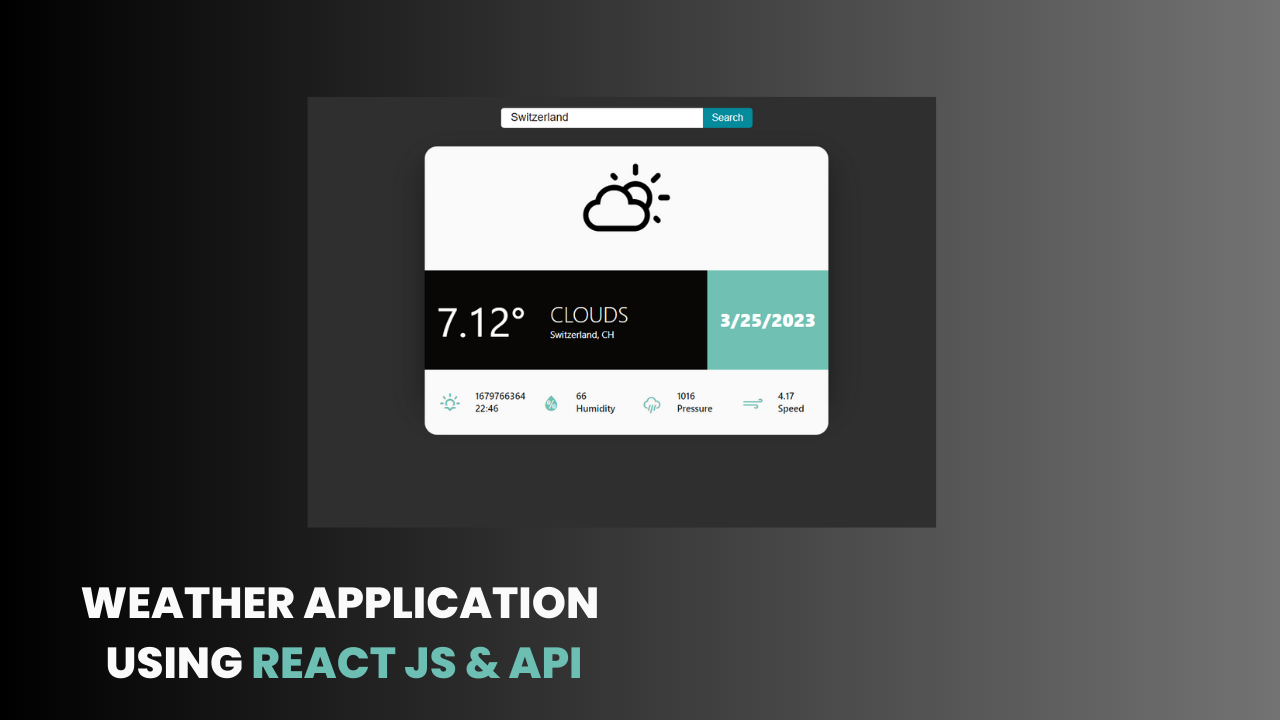 Switzerland Search
7.12° CLOUDS
Switzerland, CH
3/25/2023
1679766364
22:46
66
Humidity
1016
Pressure
4.17
Speed
WEATHER APPLICATION
USING REACT JS & API